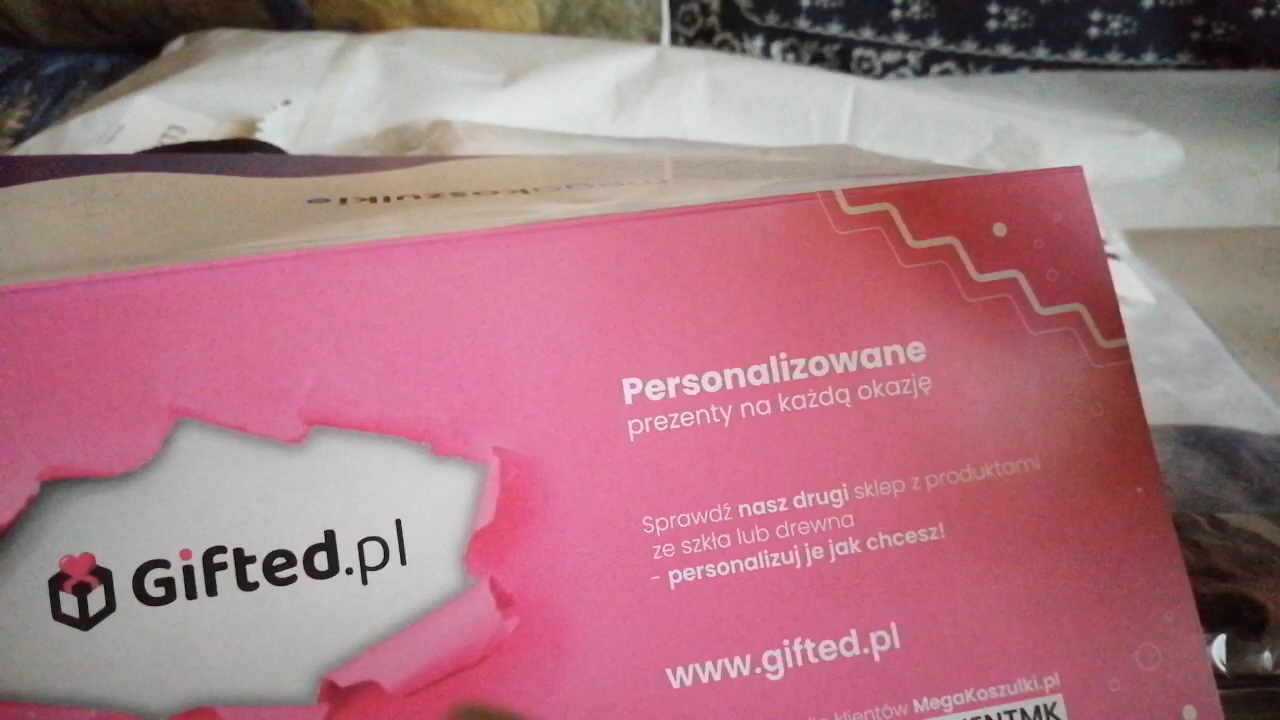 megakoszulki
Gifted.pl
Personalizowane
prezenty na każdą okazję
Sprawdź nasz drugi sklep z produktami
ze szkła lub drewna
- personalizuj je jak chcesz!
www.gifted.pl
klientów MegaKoszulki.pl